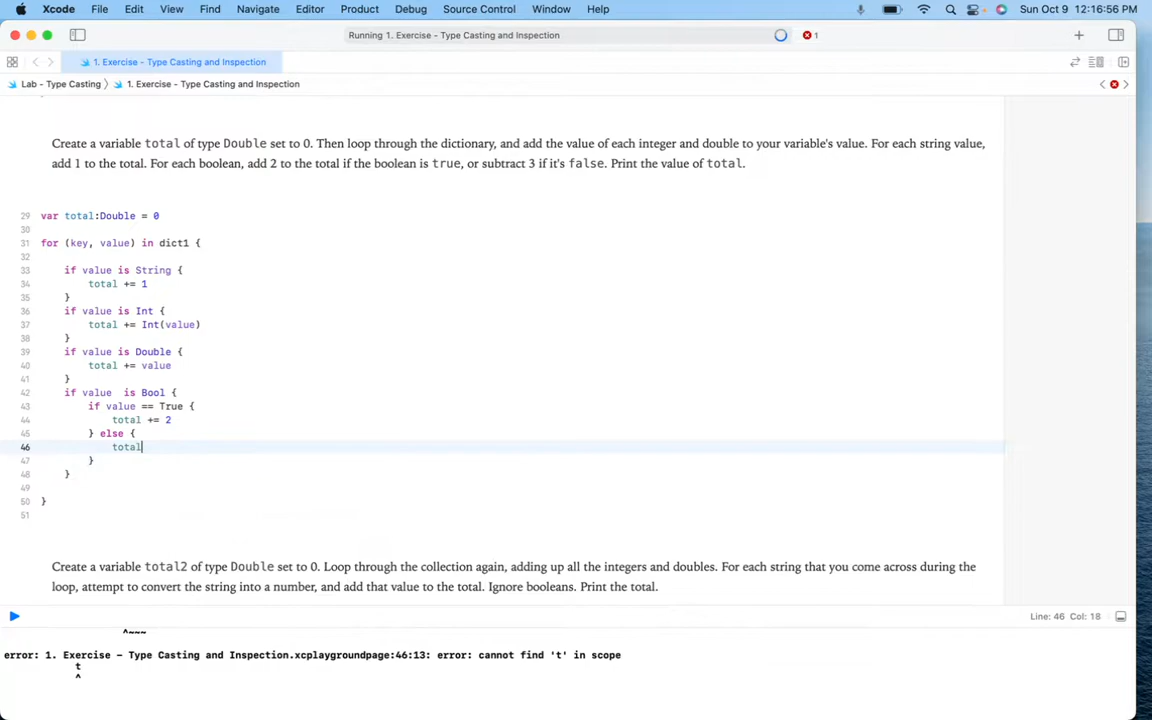 Xcode File Edit View Find Navigate Editor Product Debug Source Control Window Help Sun Oct 9 12:16:56 PM
Running 1. Exercise – Type Casting and Inspection 1
1. Exercise – Type Casting and Inspection
Lab – Type Casting 1. Exercise – Type Casting and Inspection
Create a variable total of type Double set to 0. Then loop through the dictionary, and add the value of each integer and double to your variable's value. For each string value,
add 1 to the total. For each boolean, add 2 to the total if the boolean is true, or subtract 3 if it's false. Print the value of total.
29 var total:Double = 0
30
31 for (key, value) in dict1 {
32
33 if value is String {
34 total += 1
35 }
36 if value is Int {
37 total += Int(value)
38 }
39 if value is Double {
40 total += value
41 }
42 if value  is Bool {
43 if value == True {
44 total += 2
45 } else {
46 total
47 }
48 }
49
50 }
51
Create a variable total2 of type Double set to 0. Loop through the collection again, adding up all the integers and doubles. For each string that you come across during the
loop, attempt to convert the string into a number, and add that value to the total. Ignore booleans. Print the total.
Line: 46 Col: 18
^~~~
error: 1. Exercise – Type Casting and Inspection.xcplaygroundpage:46:13: error: cannot find 't' in scope
t
^